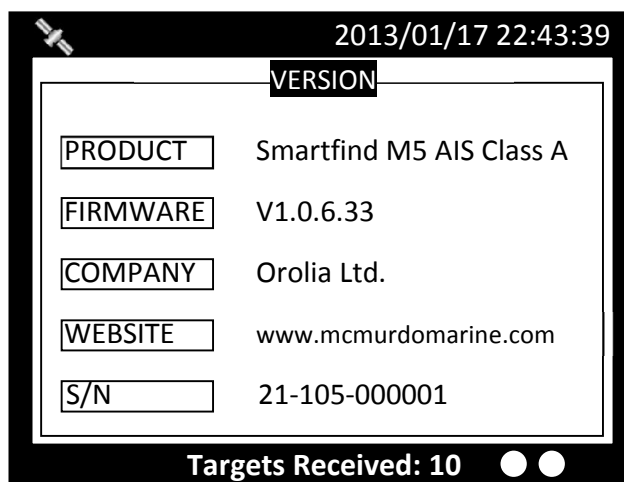 2013/01/17 22:43:39
VERSION
PRODUCT Smartfind M5 AIS Class A
FIRMWARE V1.0.6.33
COMPANY Orolia Ltd.
WEBSITE www.mcmurdomarine.com
S/N 21-105-000001
Targets Received: 10